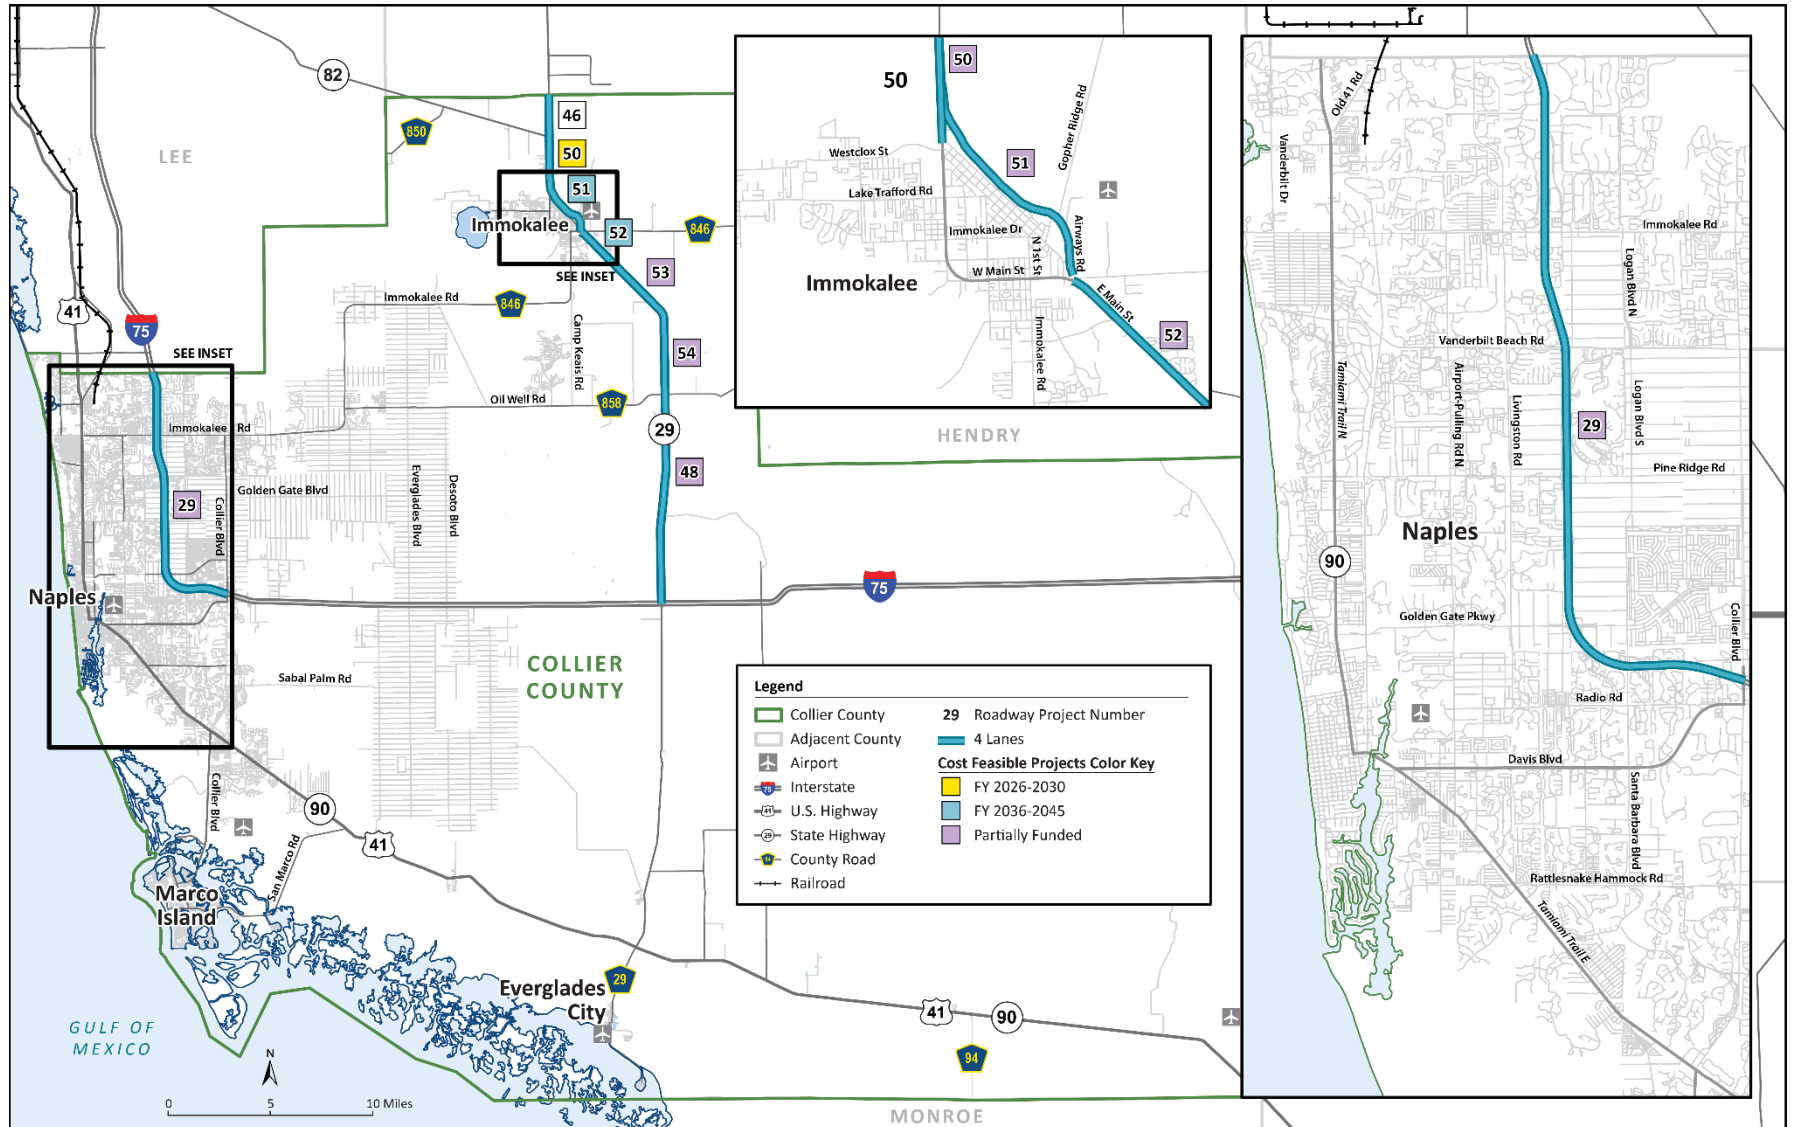 82
LEE
850
46
50
51
Immokalee
52
846
SEE INSET
53
Immokalee Rd
846
41
75
SEE INSET
Camp Keais Rd
54
Oil Well Rd
858
29
Immokalee Rd
48
29
Golden Gate Blvd
Collier Blvd
Everglades Blvd
Desoto Blvd
HENDRY
75
Naples
COLLIER
COUNTY
Sabal Palm Rd
Collier Blvd
90
41
San Marco Rd
Marco
Island
Everglades
City
29
41
90
94
GULF OF
MEXICO
N
0 5 10 Miles
MONROE
50
50
51
Gopher Ridge Rd
Westclox St
Lake Trafford Rd
Immokalee Dr
N 1st St
Airways Rd
W Main St
Immokalee
E Main St
Immokalee Rd
52
Legend
Collier County
Adjacent County
Airport
75
Interstate
41
U.S. Highway
29
State Highway
County Road
Railroad
29 Roadway Project Number
4 Lanes
Cost Feasible Projects Color Key
FY 2026-2030
FY 2036-2045
Partially Funded
Old 41 Rd
Vanderbilt Dr
Immokalee Rd
Logan Blvd N
Vanderbilt Beach Rd
Tamiami Trail N
Airport-Pulling Rd N
Livingston Rd
29
Logan Blvd S
Pine Ridge Rd
Naples
90
Golden Gate Pkwy
Collier Blvd
Radio Rd
Davis Blvd
Santa Barbara Blvd
Rattlesnake Hammock Rd
Tamiami Trail E